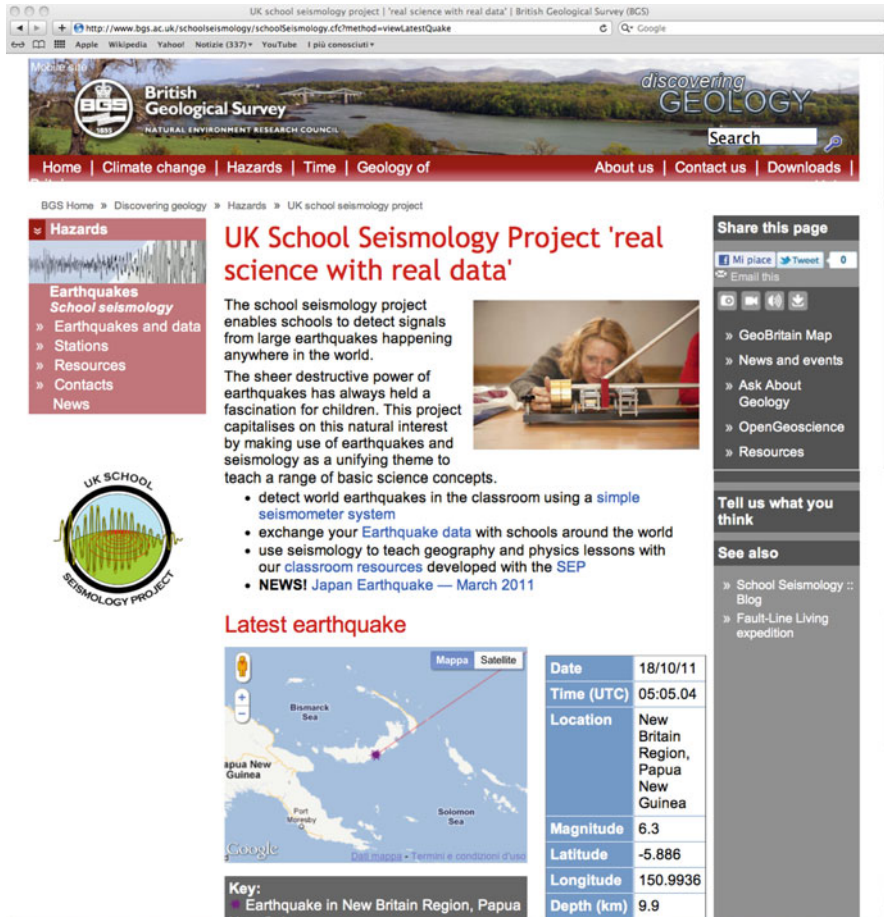 UK school seismology project | 'real science with real data' | British Geological Survey (BGS)
http://www.bgs.ac.uk/schoolseismology/schoolSeismology.cfc?method=viewLatestQuake
Google
Apple Wikipedia Yahoo! Notizie (337) YouTube I più conosciuti
Mobile site
BGS
1835
British
Geological Survey
NATURAL ENVIRONMENT RESEARCH COUNCIL
discovering
GEOLOGY
Search
Home | Climate change | Hazards | Time | Geology of
About us | Contact us | Downloads |
BGS Home » Discovering geology » Hazards » UK school seismology project
Hazards
Earthquakes
School seismology
» Earthquakes and data
» Stations
» Resources
» Contacts
News
UK SCHOOL
SEISMOLOGY PROJECT
UK School Seismology Project 'real
science with real data'
The school seismology project
enables schools to detect signals
from large earthquakes happening
anywhere in the world.
The sheer destructive power of
earthquakes has always held a
fascination for children. This project
capitalises on this natural interest
by making use of earthquakes and
seismology as a unifying theme to
teach a range of basic science concepts.
• detect world earthquakes in the classroom using a simple
seismometer system
• exchange your Earthquake data with schools around the world
• use seismology to teach geography and physics lessons with
our classroom resources developed with the SEP
• NEWS! Japan Earthquake — March 2011
Latest earthquake
Mappa Satellite
Bismarck
Sea
apua New
Guinea
Port
Moresby
Solomon
Sea
Google
Dati mappa - Termini e condizioni d'uso
Key:
Earthquake in New Britain Region, Papua
Date 18/10/11
Time (UTC) 05:05.04
Location New
Britain
Region,
Papua
New
Guinea
Magnitude 6.3
Latitude -5.886
Longitude 150.9936
Depth (km) 9.9
Share this page
Mi piace Tweet 0
Email this
» GeoBritain Map
» News and events
» Ask About
Geology
» OpenGeoscience
» Resources
Tell us what you
think
See also
» School Seismology ::
Blog
» Fault-Line Living
expedition